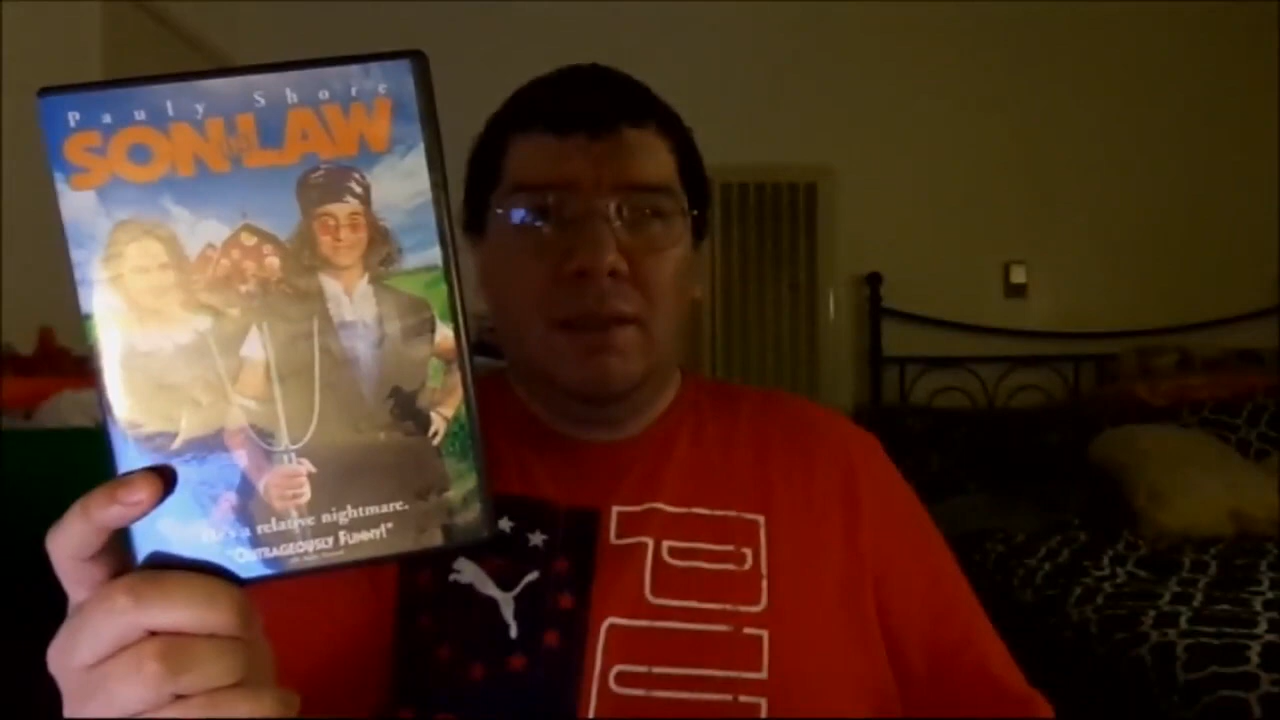 Pauly Shore
SON IN LAW
He's a relative nightmare.
"OUTRAGEOUSLY FUNNY!"
PU